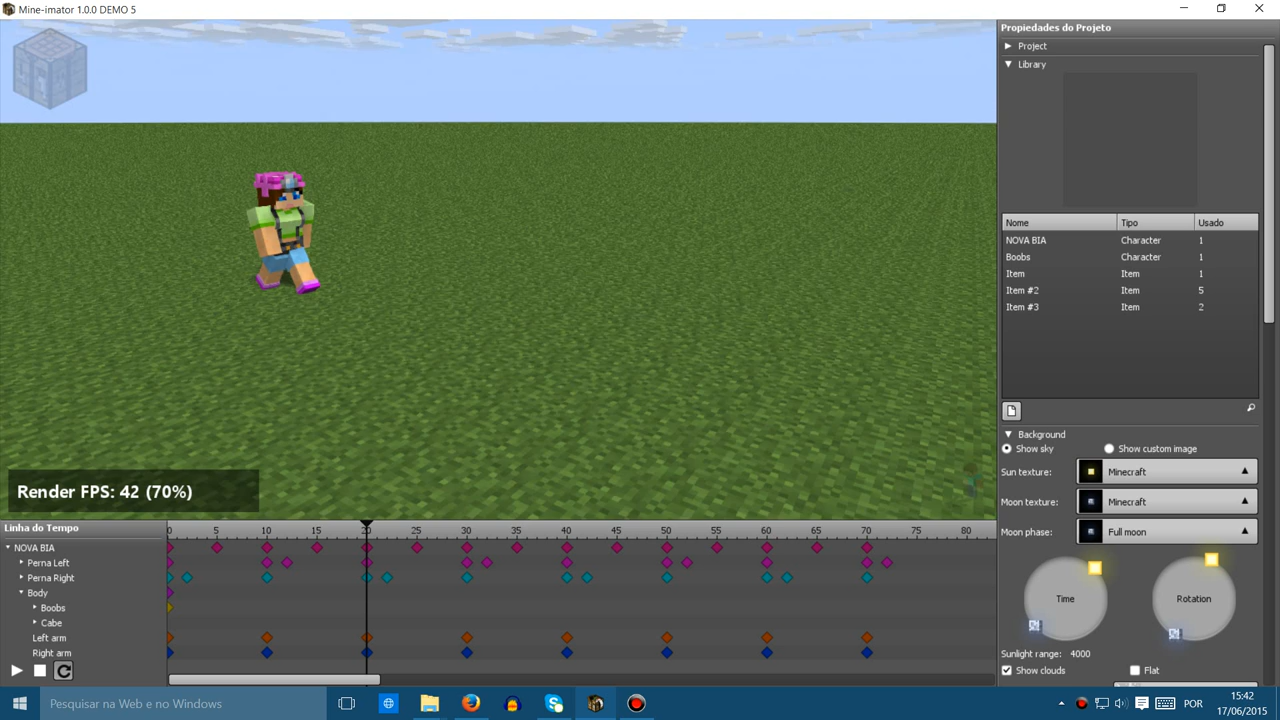 Mine-imator 1.0.0 DEMO 5
Propiedades do Projeto
Project
Library
Nome Tipo Usado
NOVA BIA Character 1
Boobs Character 1
Item Item 1
Item #2 Item 5
Item #3 Item 2
Background
Show sky Show custom image
Sun texture: Minecraft
Moon texture: Minecraft
Moon phase: Full moon
Time Rotation
Sunlight range: 4000
Show clouds Flat
Render FPS: 42 (70%)
Linha do Tempo
0 5 10 15 20 25 30 35 40 45 50 55 60 65 70 75 80
NOVA BIA
Perna Left
Perna Right
Body
Boobs
Cabe
Left arm
Right arm
Pesquisar na Web e no Windows
POR
15:42
17/06/2015